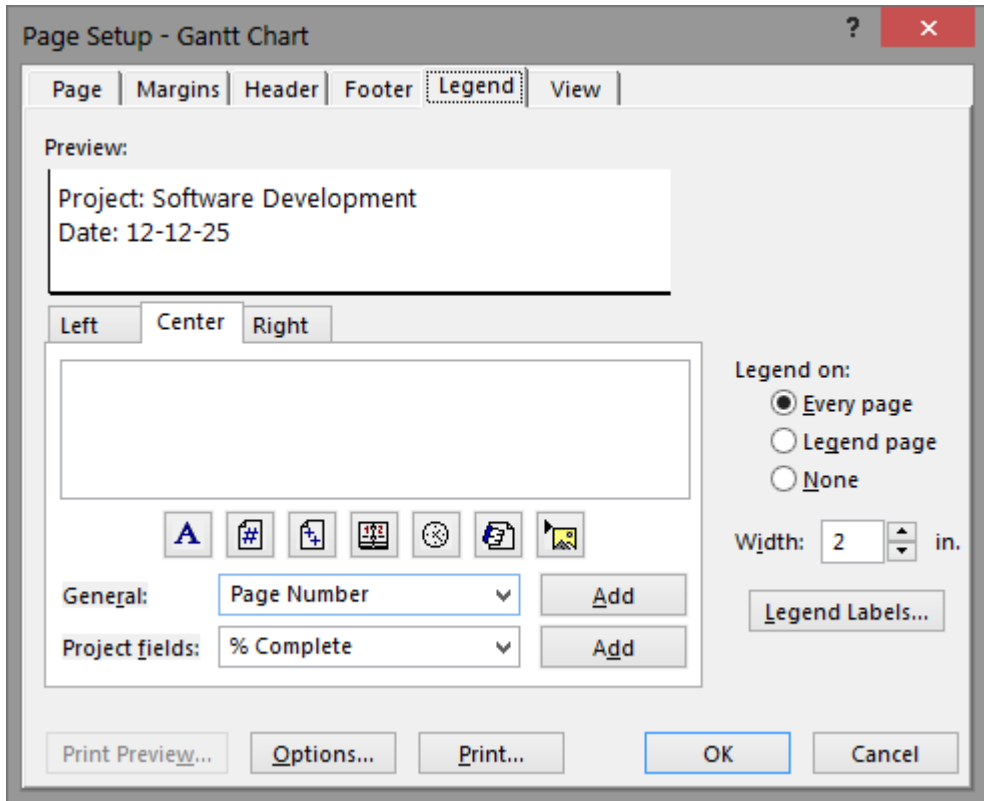 Page Setup - Gantt Chart ? ×
Page Margins Header Footer Legend View
Preview:
Project: Software Development
Date: 12-12-25
Left Center Right
Legend on:
Every page
Legend page
None
A #
Width: 2 in.
General: Page Number Add
Legend Labels...
Project fields: % Complete Add
Print Preview... Options... Print... OK Cancel